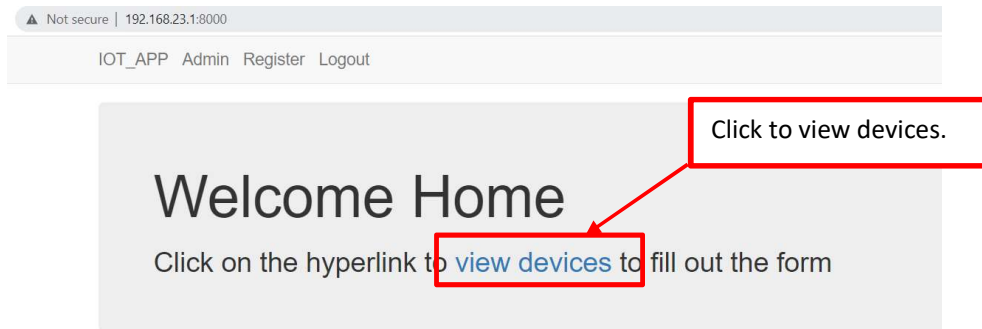 Not secure | 192.168.23.1:8000
IOT_APP Admin Register Logout
Click to view devices.
Welcome Home
Click on the hyperlink to view devices to fill out the form